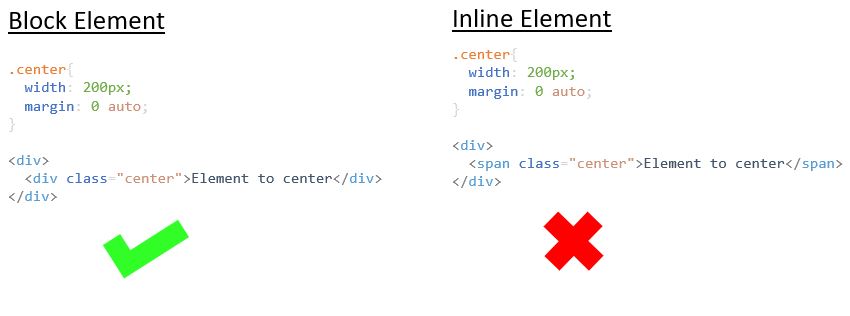 Block Element
.center{
  width: 200px;
  margin: 0 auto;
}
<div>
  <div class="center">Element to center</div>
</div>
Inline Element
.center{
  width: 200px;
  margin: 0 auto;
}
<div>
  <span class="center">Element to center</span>
</div>